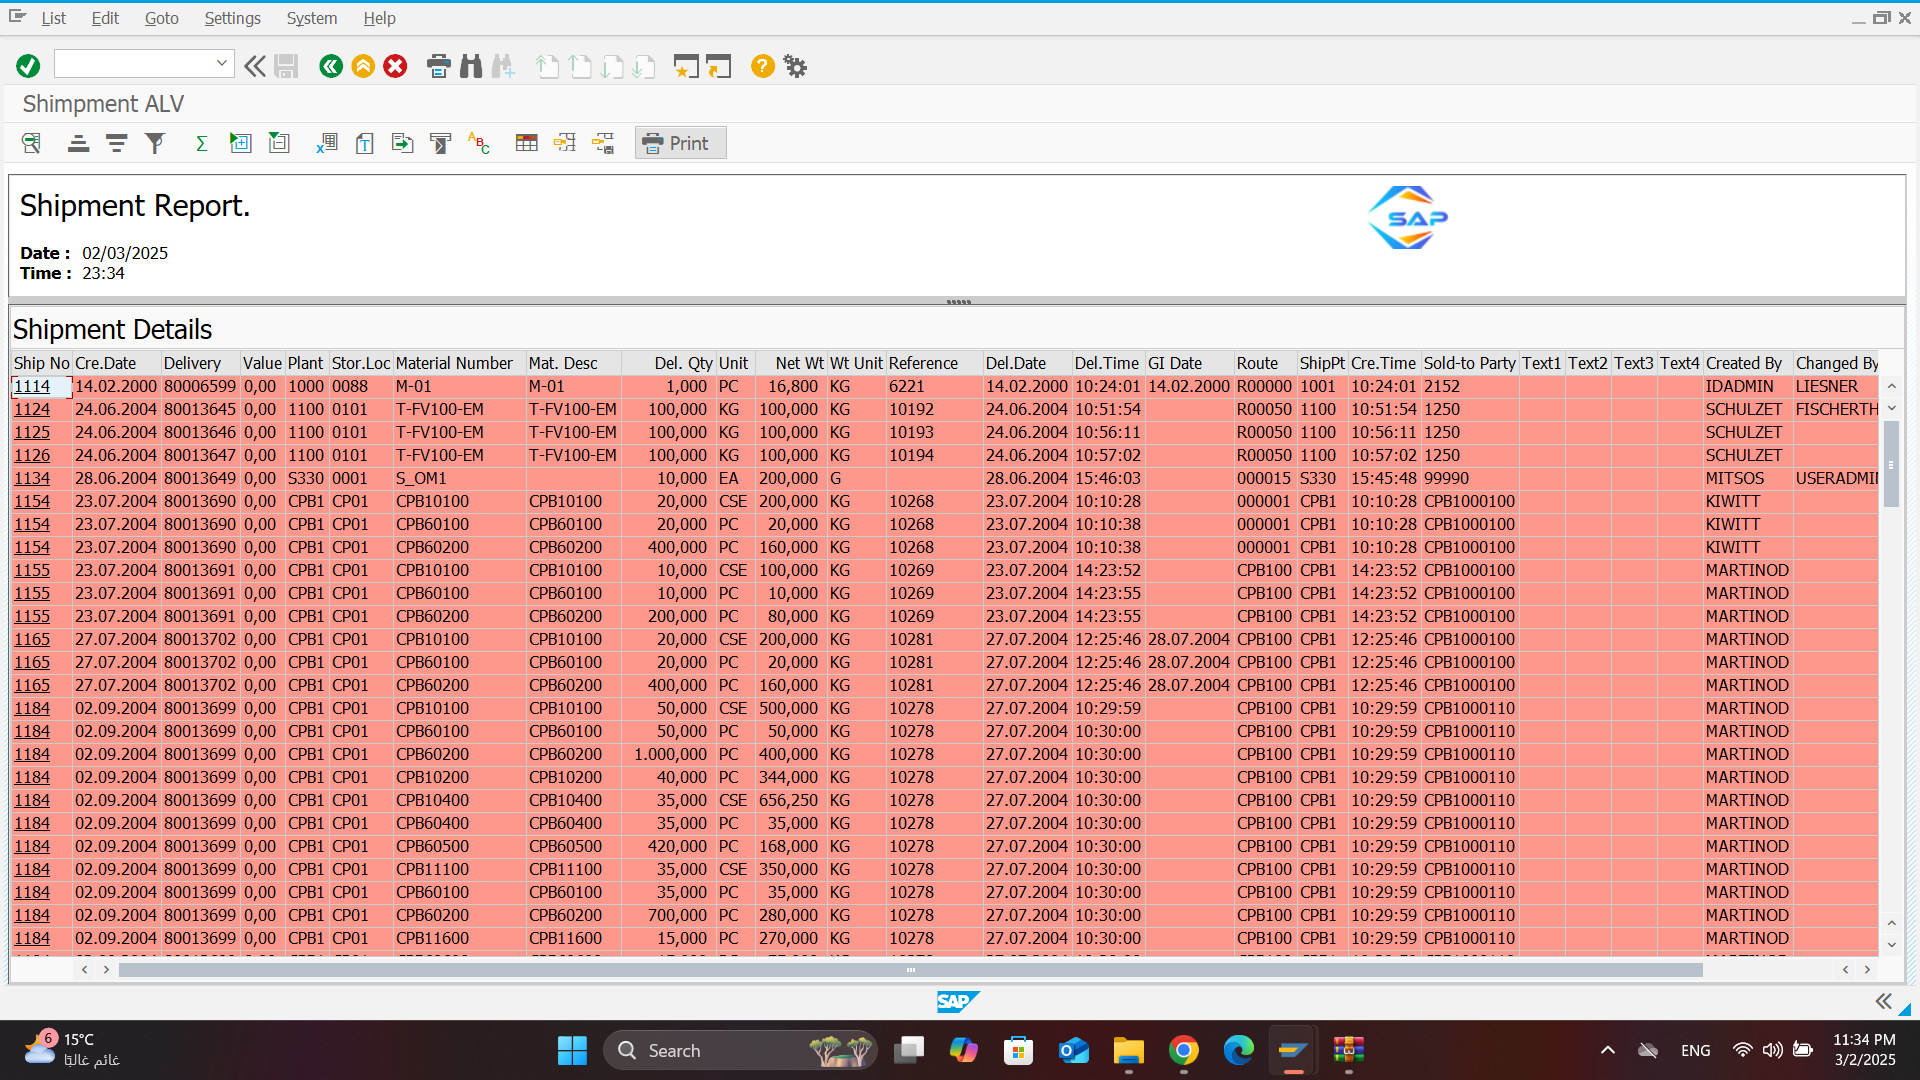 List Edit Goto Settings System Help
Shimpment ALV
Print
Shipment Report.
SAP
Date : 02/03/2025
Time : 23:34
Shipment Details
Ship No Cre.Date Delivery Value Plant Stor.Loc Material Number Mat. Desc Del. Qty Unit Net Wt Wt Unit Reference Del.Date Del.Time GI Date Route ShipPt Cre.Time Sold-to Party Text1 Text2 Text3 Text4 Created By Changed By
1114 14.02.2000 80006599 0,00 1000 0088 M-01 M-01 1,000 PC 16,800 KG 6221 14.02.2000 10:24:01 14.02.2000 R00000 1001 10:24:01 2152 IDADMIN LIESNER
1124 24.06.2004 80013645 0,00 1100 0101 T-FV100-EM T-FV100-EM 100,000 KG 100,000 KG 10192 24.06.2004 10:51:54 R00050 1100 10:51:54 1250 SCHULZET FISCHERTH
1125 24.06.2004 80013646 0,00 1100 0101 T-FV100-EM T-FV100-EM 100,000 KG 100,000 KG 10193 24.06.2004 10:56:11 R00050 1100 10:56:11 1250 SCHULZET
1126 24.06.2004 80013647 0,00 1100 0101 T-FV100-EM T-FV100-EM 100,000 KG 100,000 KG 10194 24.06.2004 10:57:02 R00050 1100 10:57:02 1250 SCHULZET
1134 28.06.2004 80013649 0,00 S330 0001 S_OM1 10,000 EA 200,000 G 28.06.2004 15:46:03 000015 S330 15:45:48 99990 MITSOS USERADMI
1154 23.07.2004 80013690 0,00 CPB1 CP01 CPB10100 CPB10100 20,000 CSE 200,000 KG 10268 23.07.2004 10:10:28 000001 CPB1 10:10:28 CPB1000100 KIWITT
1154 23.07.2004 80013690 0,00 CPB1 CP01 CPB60100 CPB60100 20,000 PC 20,000 KG 10268 23.07.2004 10:10:38 000001 CPB1 10:10:28 CPB1000100 KIWITT
1154 23.07.2004 80013690 0,00 CPB1 CP01 CPB60200 CPB60200 400,000 PC 160,000 KG 10268 23.07.2004 10:10:38 000001 CPB1 10:10:28 CPB1000100 KIWITT
1155 23.07.2004 80013691 0,00 CPB1 CP01 CPB10100 CPB10100 10,000 CSE 100,000 KG 10269 23.07.2004 14:23:52 CPB100 CPB1 14:23:52 CPB1000100 MARTINOD
1155 23.07.2004 80013691 0,00 CPB1 CP01 CPB60100 CPB60100 10,000 PC 10,000 KG 10269 23.07.2004 14:23:55 CPB100 CPB1 14:23:52 CPB1000100 MARTINOD
1155 23.07.2004 80013691 0,00 CPB1 CP01 CPB60200 CPB60200 200,000 PC 80,000 KG 10269 23.07.2004 14:23:55 CPB100 CPB1 14:23:52 CPB1000100 MARTINOD
1165 27.07.2004 80013702 0,00 CPB1 CP01 CPB10100 CPB10100 20,000 CSE 200,000 KG 10281 27.07.2004 12:25:46 28.07.2004 CPB100 CPB1 12:25:46 CPB1000100 MARTINOD
1165 27.07.2004 80013702 0,00 CPB1 CP01 CPB60100 CPB60100 20,000 PC 20,000 KG 10281 27.07.2004 12:25:46 28.07.2004 CPB100 CPB1 12:25:46 CPB1000100 MARTINOD
1165 27.07.2004 80013702 0,00 CPB1 CP01 CPB60200 CPB60200 400,000 PC 160,000 KG 10281 27.07.2004 12:25:46 28.07.2004 CPB100 CPB1 12:25:46 CPB1000100 MARTINOD
1184 02.09.2004 80013699 0,00 CPB1 CP01 CPB10100 CPB10100 50,000 CSE 500,000 KG 10278 27.07.2004 10:29:59 CPB100 CPB1 10:29:59 CPB1000110 MARTINOD
1184 02.09.2004 80013699 0,00 CPB1 CP01 CPB60100 CPB60100 50,000 PC 50,000 KG 10278 27.07.2004 10:30:00 CPB100 CPB1 10:29:59 CPB1000110 MARTINOD
1184 02.09.2004 80013699 0,00 CPB1 CP01 CPB60200 CPB60200 1.000,000 PC 400,000 KG 10278 27.07.2004 10:30:00 CPB100 CPB1 10:29:59 CPB1000110 MARTINOD
1184 02.09.2004 80013699 0,00 CPB1 CP01 CPB10200 CPB10200 40,000 PC 344,000 KG 10278 27.07.2004 10:30:00 CPB100 CPB1 10:29:59 CPB1000110 MARTINOD
1184 02.09.2004 80013699 0,00 CPB1 CP01 CPB10400 CPB10400 35,000 CSE 656,250 KG 10278 27.07.2004 10:30:00 CPB100 CPB1 10:29:59 CPB1000110 MARTINOD
1184 02.09.2004 80013699 0,00 CPB1 CP01 CPB60400 CPB60400 35,000 PC 35,000 KG 10278 27.07.2004 10:30:00 CPB100 CPB1 10:29:59 CPB1000110 MARTINOD
1184 02.09.2004 80013699 0,00 CPB1 CP01 CPB60500 CPB60500 420,000 PC 168,000 KG 10278 27.07.2004 10:30:00 CPB100 CPB1 10:29:59 CPB1000110 MARTINOD
1184 02.09.2004 80013699 0,00 CPB1 CP01 CPB11100 CPB11100 35,000 CSE 350,000 KG 10278 27.07.2004 10:30:00 CPB100 CPB1 10:29:59 CPB1000110 MARTINOD
1184 02.09.2004 80013699 0,00 CPB1 CP01 CPB60100 CPB60100 35,000 PC 35,000 KG 10278 27.07.2004 10:30:00 CPB100 CPB1 10:29:59 CPB1000110 MARTINOD
1184 02.09.2004 80013699 0,00 CPB1 CP01 CPB60200 CPB60200 700,000 PC 280,000 KG 10278 27.07.2004 10:30:00 CPB100 CPB1 10:29:59 CPB1000110 MARTINOD
1184 02.09.2004 80013699 0,00 CPB1 CP01 CPB11600 CPB11600 15,000 PC 270,000 KG 10278 27.07.2004 10:30:00 CPB100 CPB1 10:29:59 CPB1000110 MARTINOD
SAP
6
15°C
غائم غالبًا
Search
ENG
11:34 PM
3/2/2025